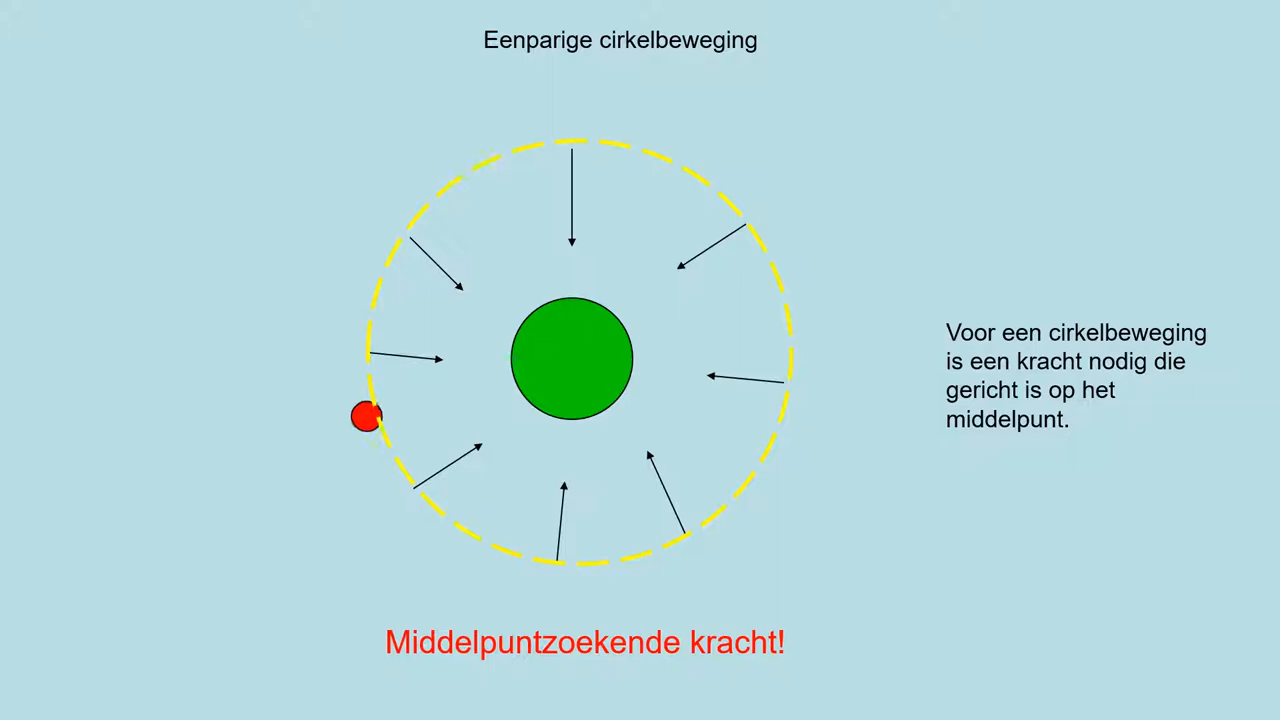 Eenparige cirkelbeweging
Voor een cirkelbeweging
is een kracht nodig die
gericht is op het
middelpunt.
Middelpuntzoekende kracht!